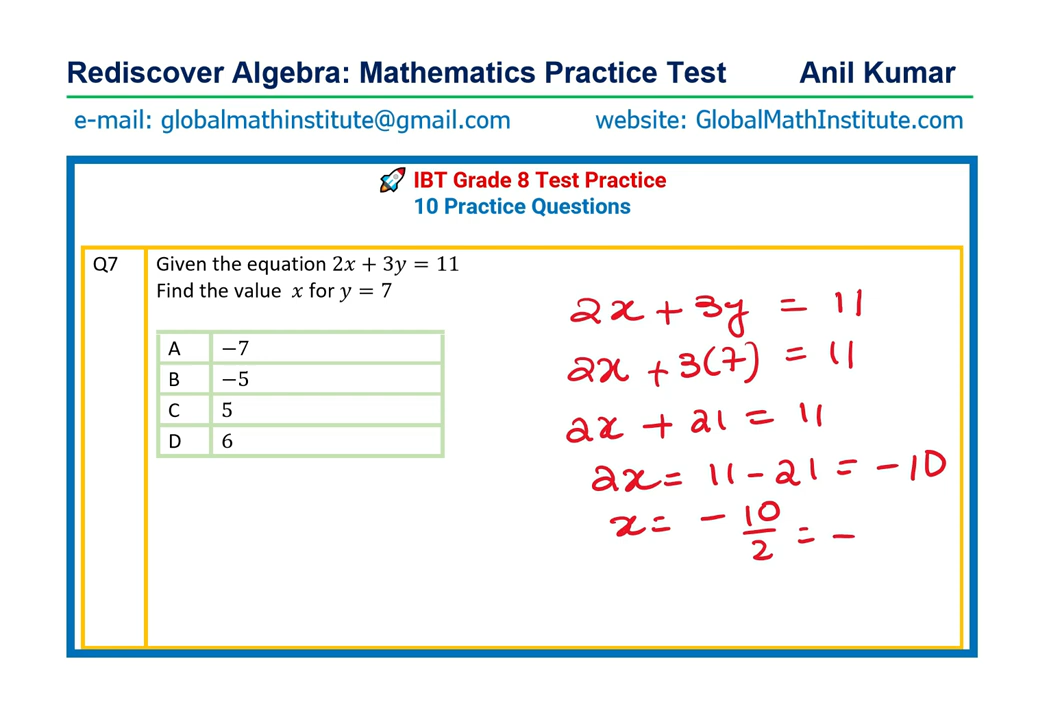 Rediscover Algebra: Mathematics Practice Test Anil Kumar
e-mail: globalmathinstitute@gmail.com website: GlobalMathInstitute.com
🚀 IBT Grade 8 Test Practice
10 Practice Questions
Q7 Given the equation 2x + 3y = 11
Find the value x for y = 7
A −7
B −5
C 5
D 6
2x + 3y = 11
2x + 3(7) = 11
2x + 21 = 11
2x = 11 - 21 = -10
x = - 10/2 = -